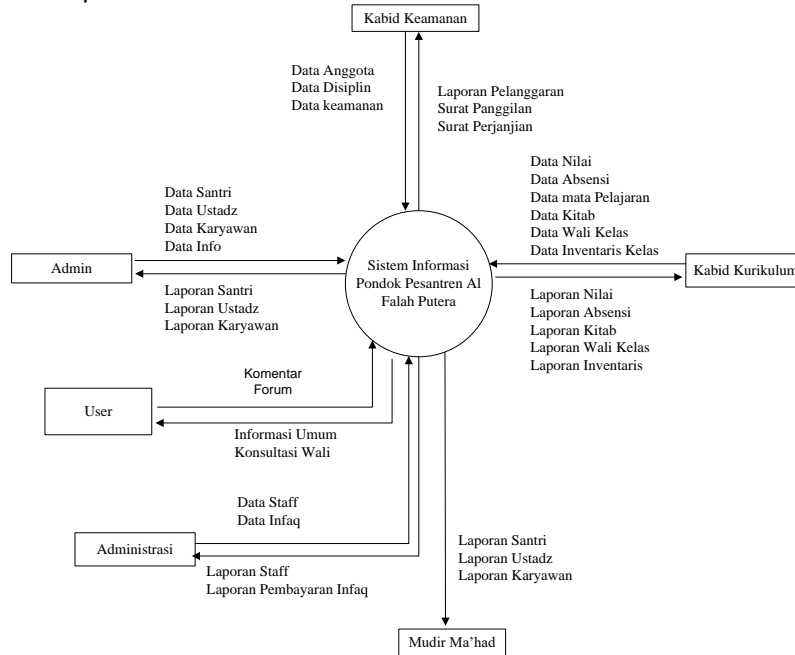 Kabid Keamanan
Data Anggota
Data Disiplin
Data keamanan
Laporan Pelanggaran
Surat Panggilan
Surat Perjanjian
Data Santri
Data Ustadz
Data Karyawan
Data Info
Data Nilai
Data Absensi
Data mata Pelajaran
Data Kitab
Data Wali Kelas
Data Inventaris Kelas
Admin
Sistem Informasi
Pondok Pesantren Al
Falah Putera
Kabid Kurikulum
Laporan Santri
Laporan Ustadz
Laporan Karyawan
Laporan Nilai
Laporan Absensi
Laporan Kitab
Laporan Wali Kelas
Laporan Inventaris
Komentar
Forum
User
Informasi Umum
Konsultasi Wali
Data Staff
Data Infaq
Administrasi
Laporan Staff
Laporan Pembayaran Infaq
Laporan Santri
Laporan Ustadz
Laporan Karyawan
Mudir Ma’had